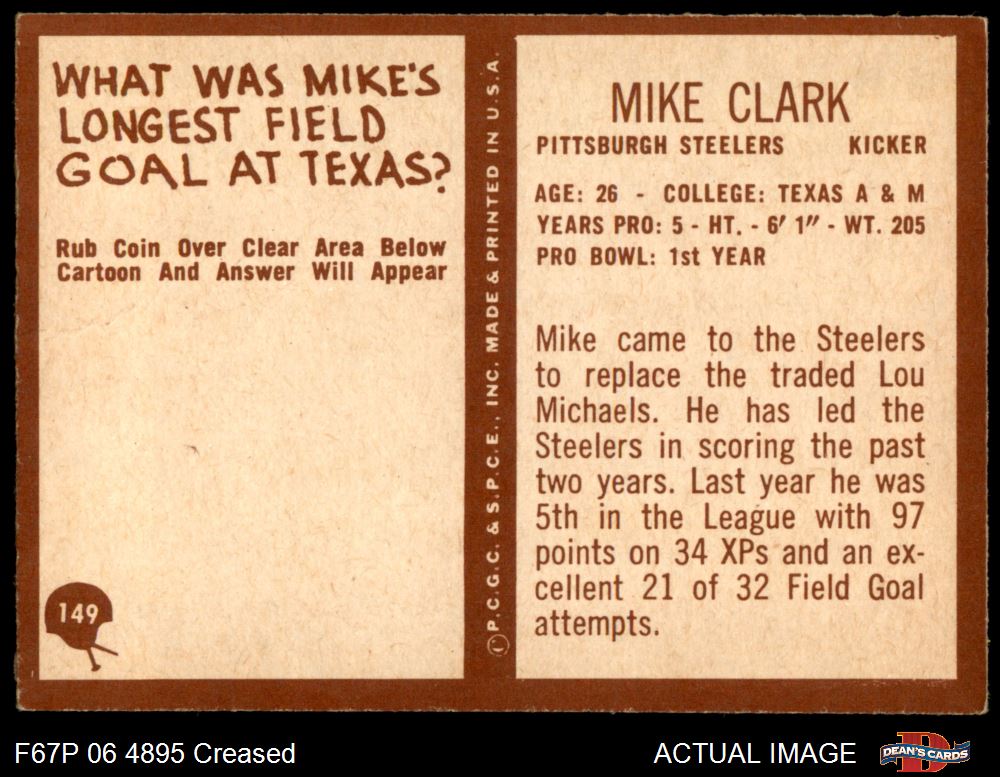 WHAT WAS MIKE'S
LONGEST FIELD
GOAL AT TEXAS?
Rub Coin Over Clear Area Below
Cartoon And Answer Will Appear
149
© P.C.G.C. & S.P.C.E., INC. MADE & PRINTED IN U.S.A.
MIKE CLARK
PITTSBURGH STEELERS KICKER
AGE: 26 - COLLEGE: TEXAS A & M
YEARS PRO: 5 - HT. - 6' 1" - WT. 205
PRO BOWL: 1st YEAR
Mike came to the Steelers
to replace the traded Lou
Michaels. He has led the
Steelers in scoring the past
two years. Last year he was
5th in the League with 97
points on 34 XPs and an ex-
cellent 21 of 32 Field Goal
attempts.
F67P 06 4895 Creased
ACTUAL IMAGE
DEAN'S CARDS